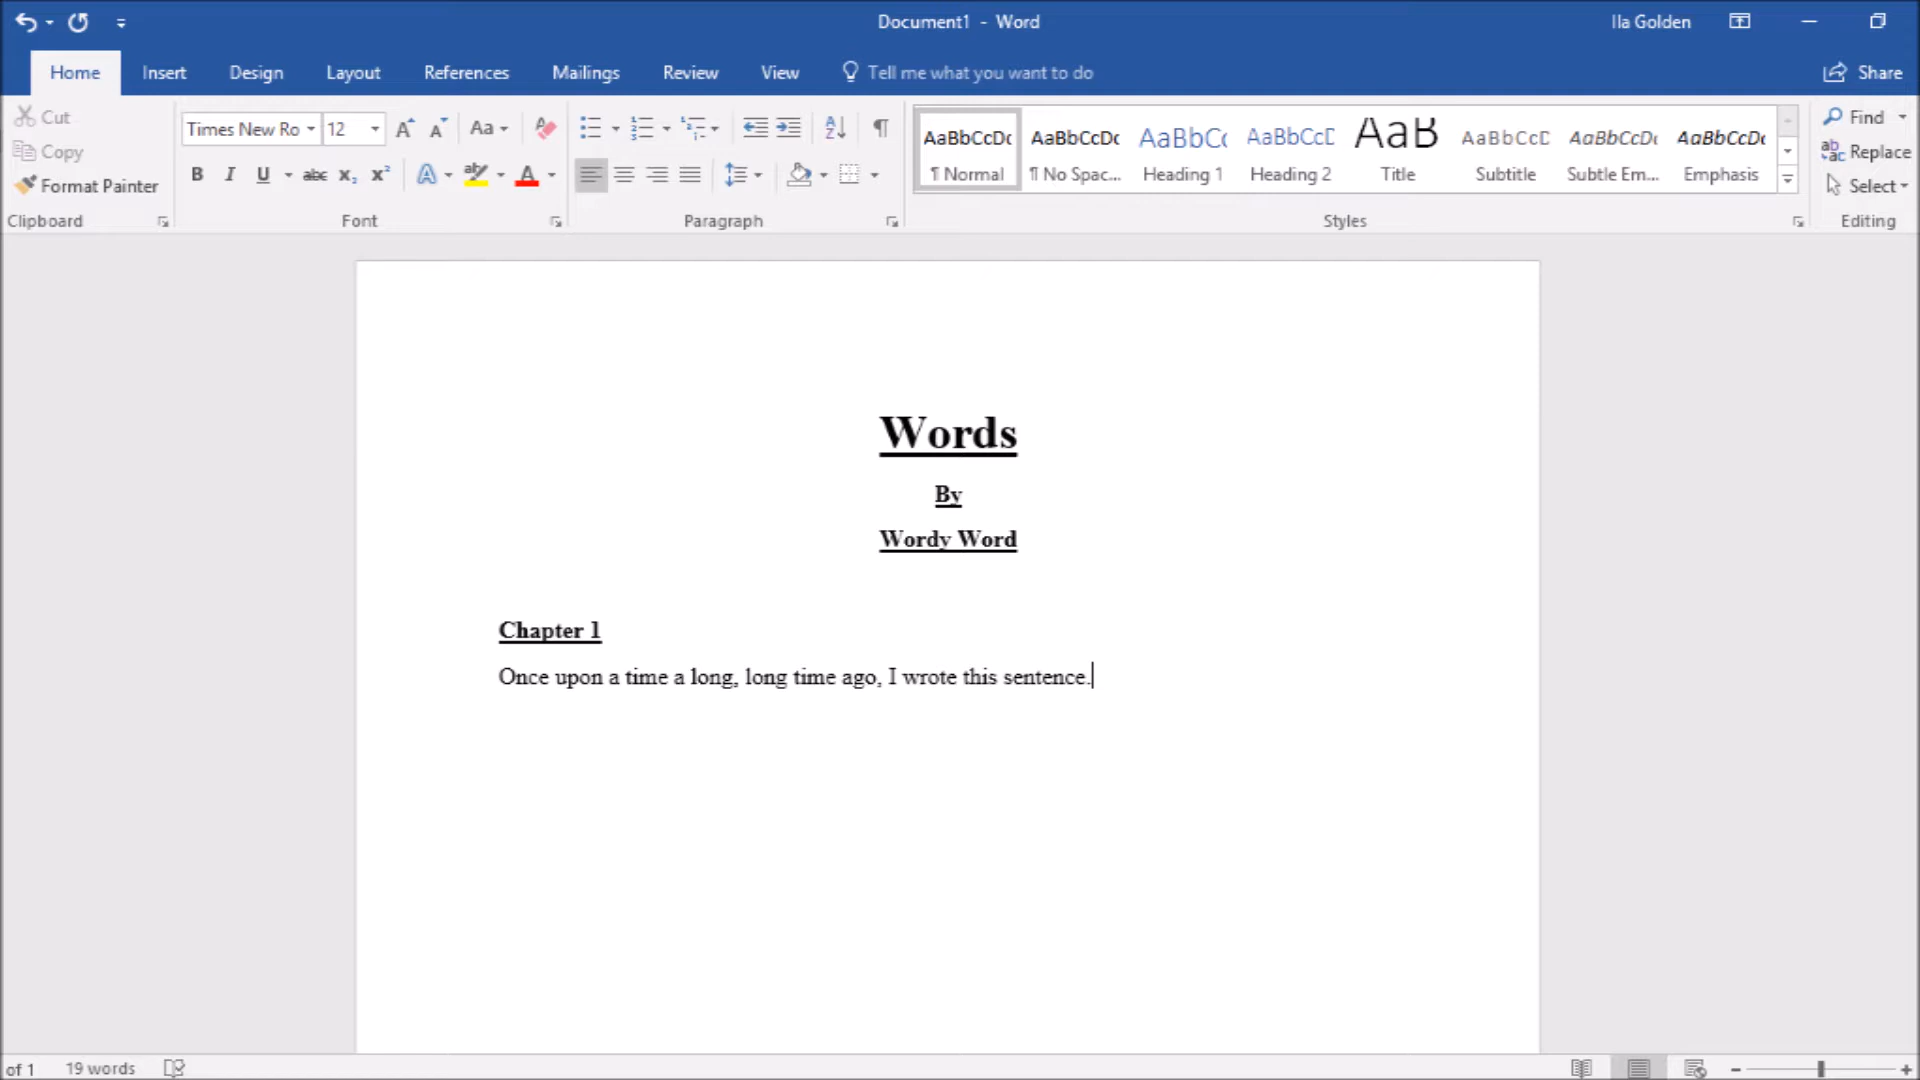 Document1 - Word
Ila Golden
Home Insert Design Layout References Mailings Review View Tell me what you want to do Share
Cut
Copy
Format Painter
Clipboard
Times New Ro 12
Aa
B I U abc x₂ x²
A aby A
Font
A Z
Paragraph
AaBbCcDc AaBbCcDc AaBbCc AaBbCcD AaB AaBbCcD AaBbCcDc AaBbCcDc
¶ Normal ¶ No Spac... Heading 1 Heading 2 Title Subtitle Subtle Em... Emphasis
Styles
Find
Replace
Select
Editing
Words
By
Wordy Word
Chapter 1
Once upon a time a long, long time ago, I wrote this sentence.
of 1 19 words